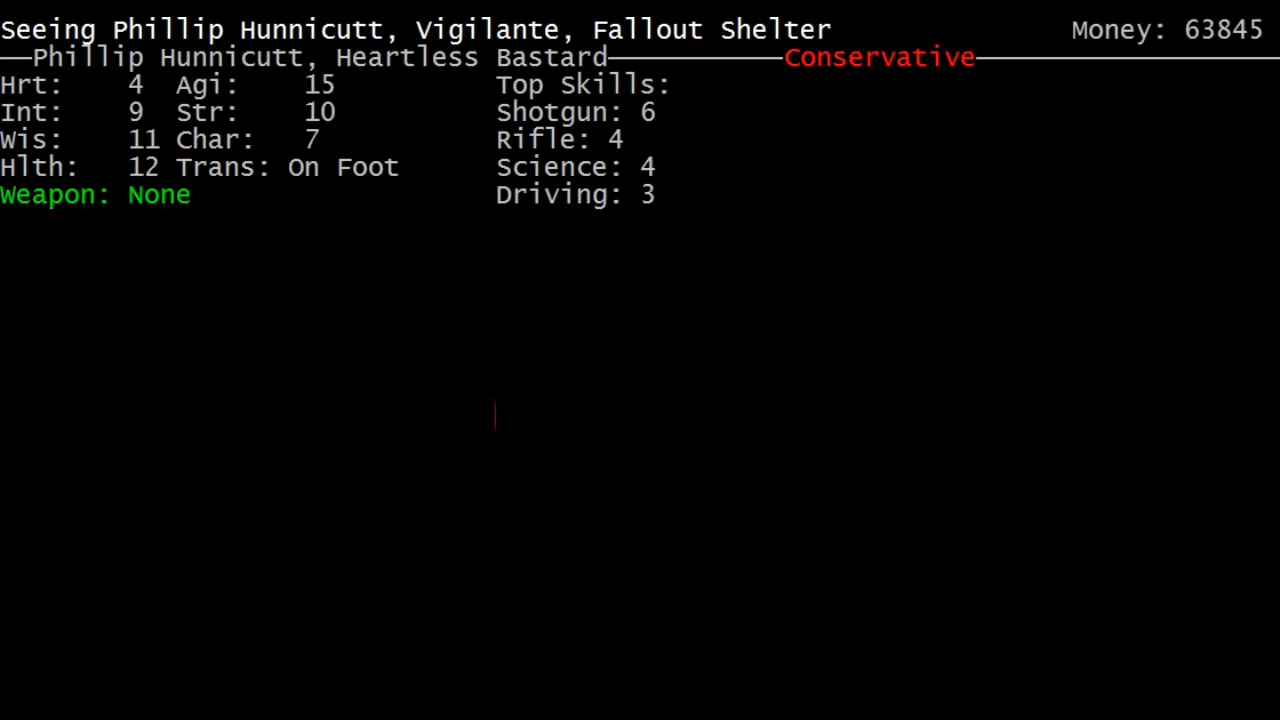 Seeing Phillip Hunnicutt, Vigilante, Fallout Shelter Money: 63845
Phillip Hunnicutt, Heartless Bastard Conservative
Hrt: 4 Agi: 15 Top Skills:
Int: 9 Str: 10 Shotgun: 6
Wis: 11 Char: 7 Rifle: 4
Hlth: 12 Trans: On Foot Science: 4
Weapon: None Driving: 3